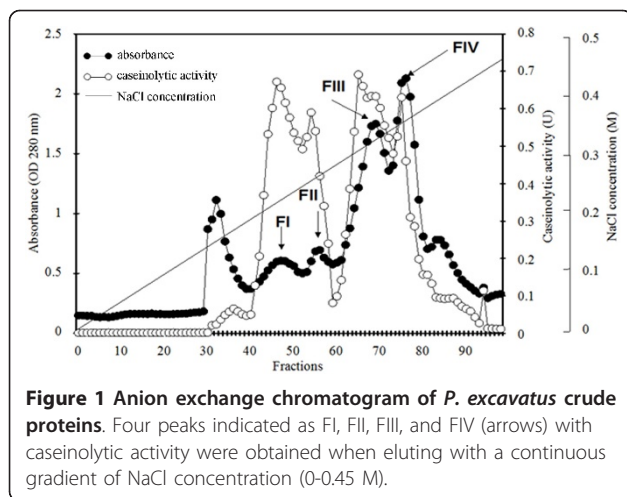 2.5
2
1.5
1
0.5
0
Absorbance (OD 280 nm)
absorbance
caseinolytic activity
NaCl concentration
FI
FII
FIII
FIV
0.8
0.7
0.6
0.5
0.4
0.3
0.2
0.1
0
Caseinolytic activity (U)
0.5
0.4
0.3
0.2
0.1
0
NaCl concentration (M)
0 10 20 30 40 50 60 70 80 90
Fractions
Figure 1 Anion exchange chromatogram of P. excavatus crude
proteins. Four peaks indicated as FI, FII, FIII, and FIV (arrows) with
caseinolytic activity were obtained when eluting with a continuous
gradient of NaCl concentration (0-0.45 M).